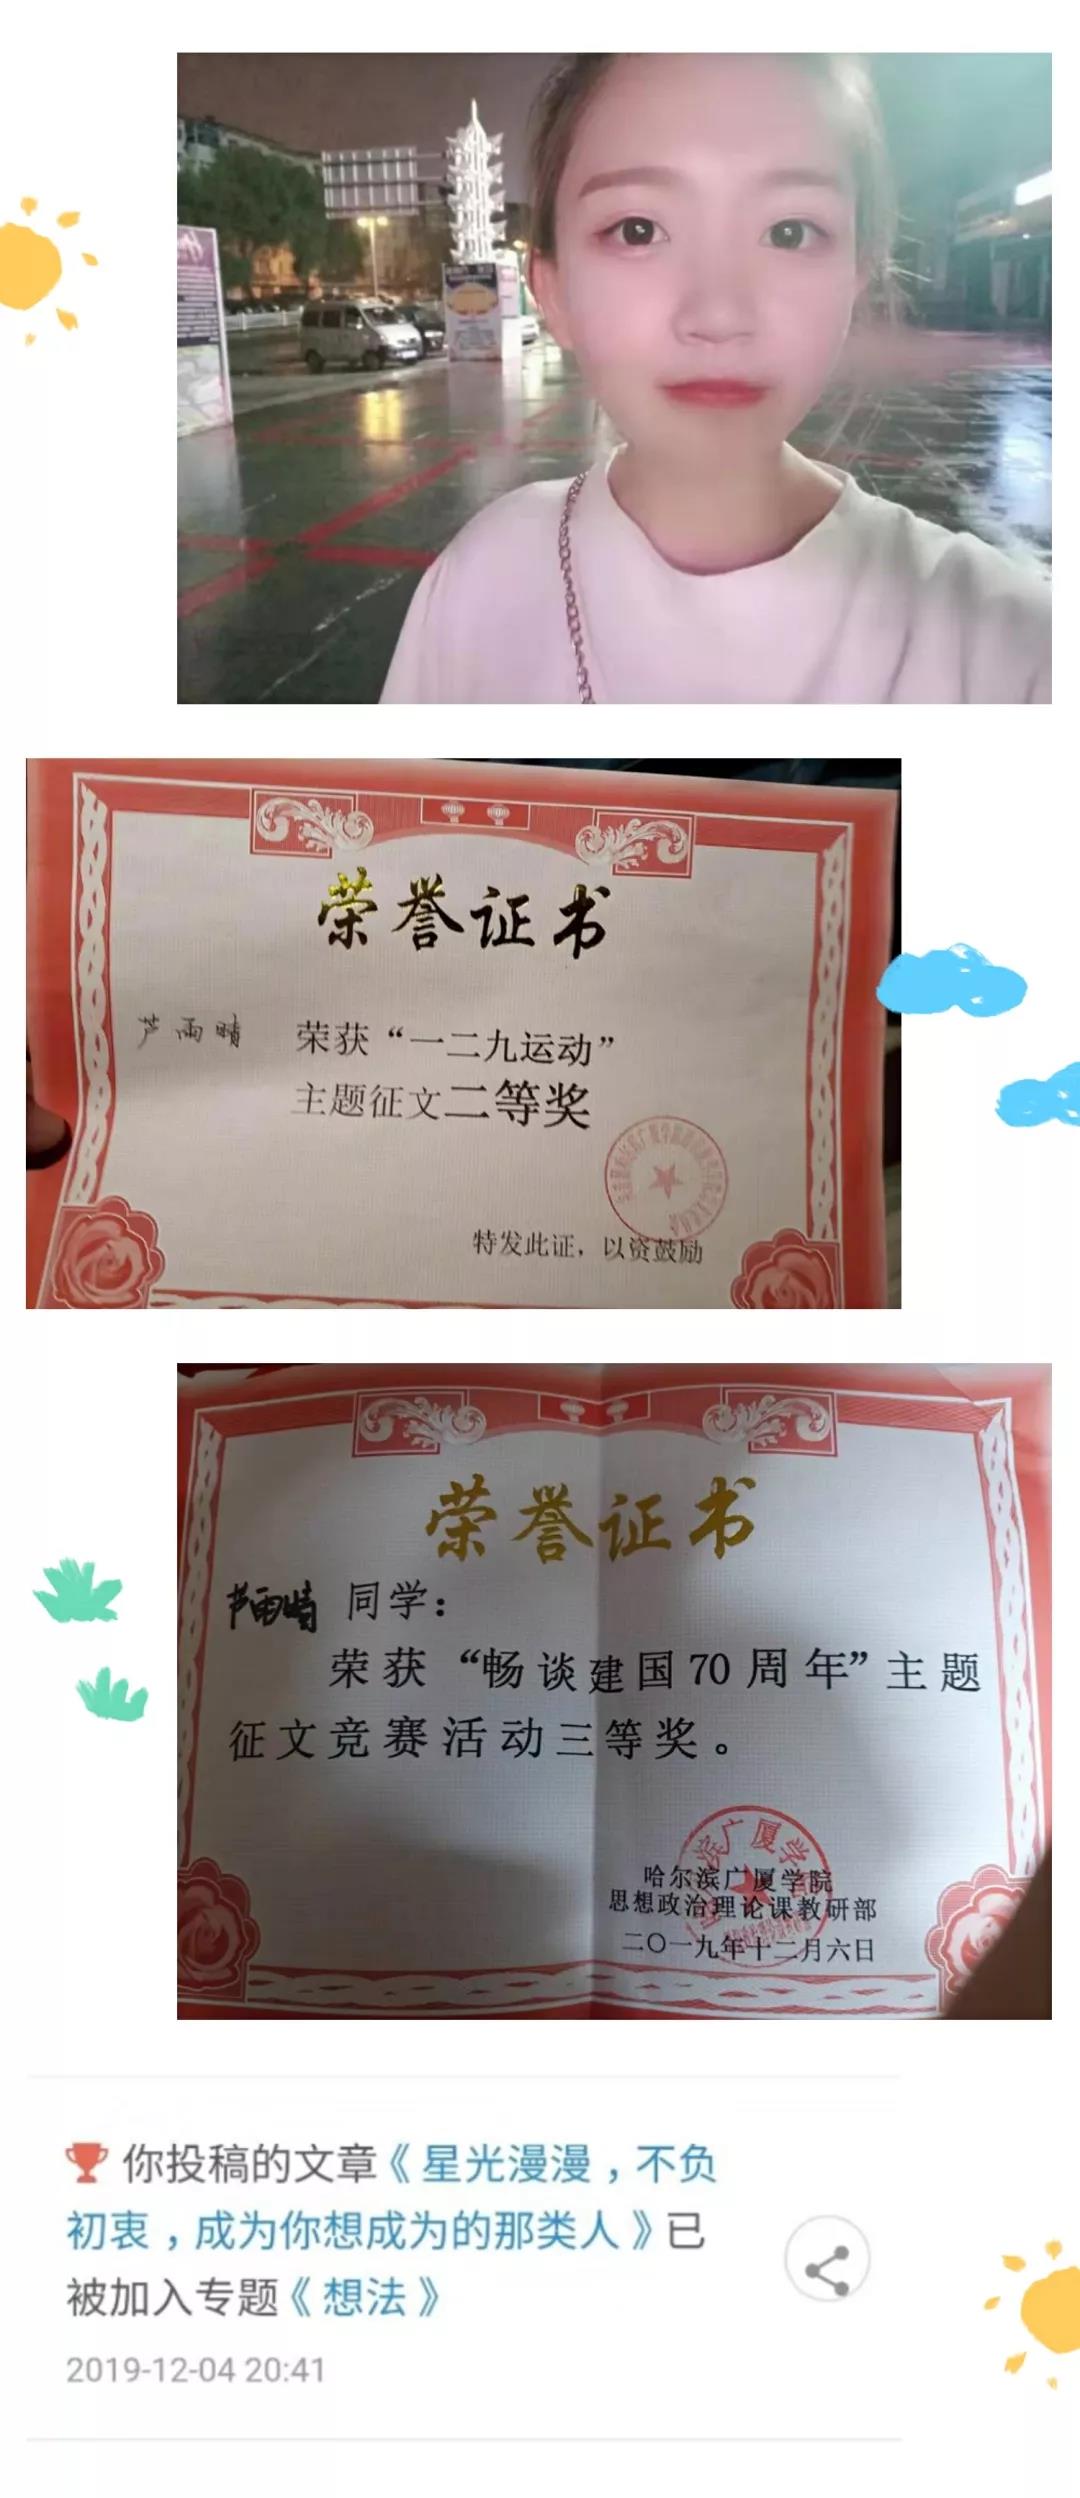 荣誉证书
芦雨晴 荣获“一二九运动”
主题征文二等奖
特发此证，以资鼓励
荣誉证书
芦雨晴 同学：
荣获“畅谈建国70周年”主题
征文竞赛活动三等奖。
哈尔滨广厦学院
思想政治理论课教研部
二〇一九年十二月六日
你投稿的文章《星光漫漫，不负
初衷，成为你想成为的那类人》已
被加入专题《想法》
2019-12-04 20:41